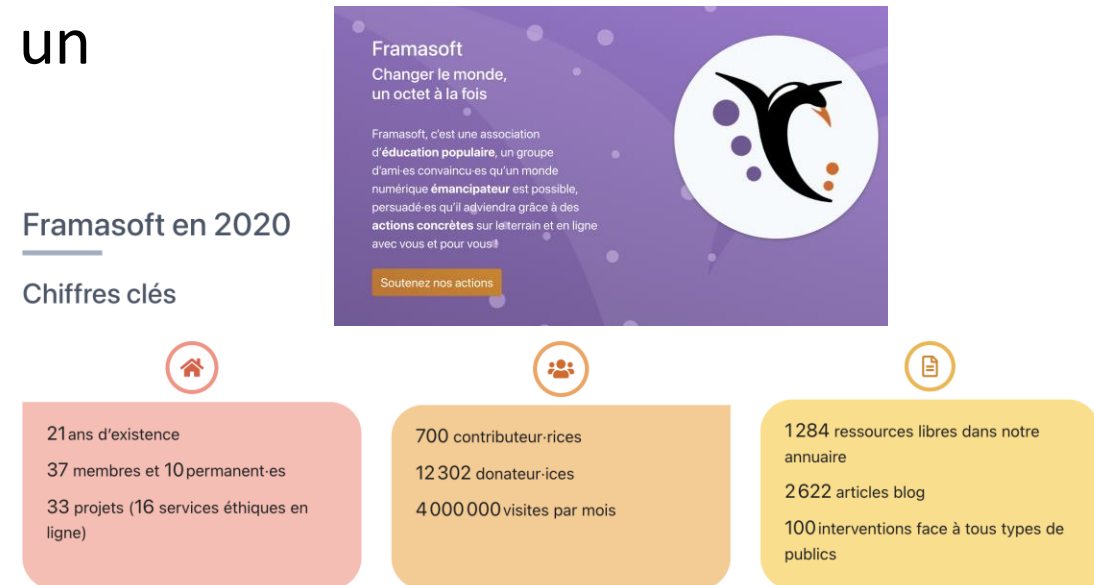 un
Framasoft
Changer le monde,
un octet à la fois
Framasoft, c'est une association
d'éducation populaire, un groupe
d'ami·es convaincu·es qu'un monde
numérique émancipateur est possible,
persuadé·es qu'il adviendra grâce à des
actions concrètes sur le terrain et en ligne
avec vous et pour vous !
Soutenez nos actions
Framasoft en 2020
Chiffres clés
21 ans d'existence
37 membres et 10 permanent·es
33 projets (16 services éthiques en
ligne)
700 contributeur·rices
12 302 donateur·ices
4 000 000 visites par mois
1 284 ressources libres dans notre
annuaire
2 622 articles blog
100 interventions face à tous types de
publics